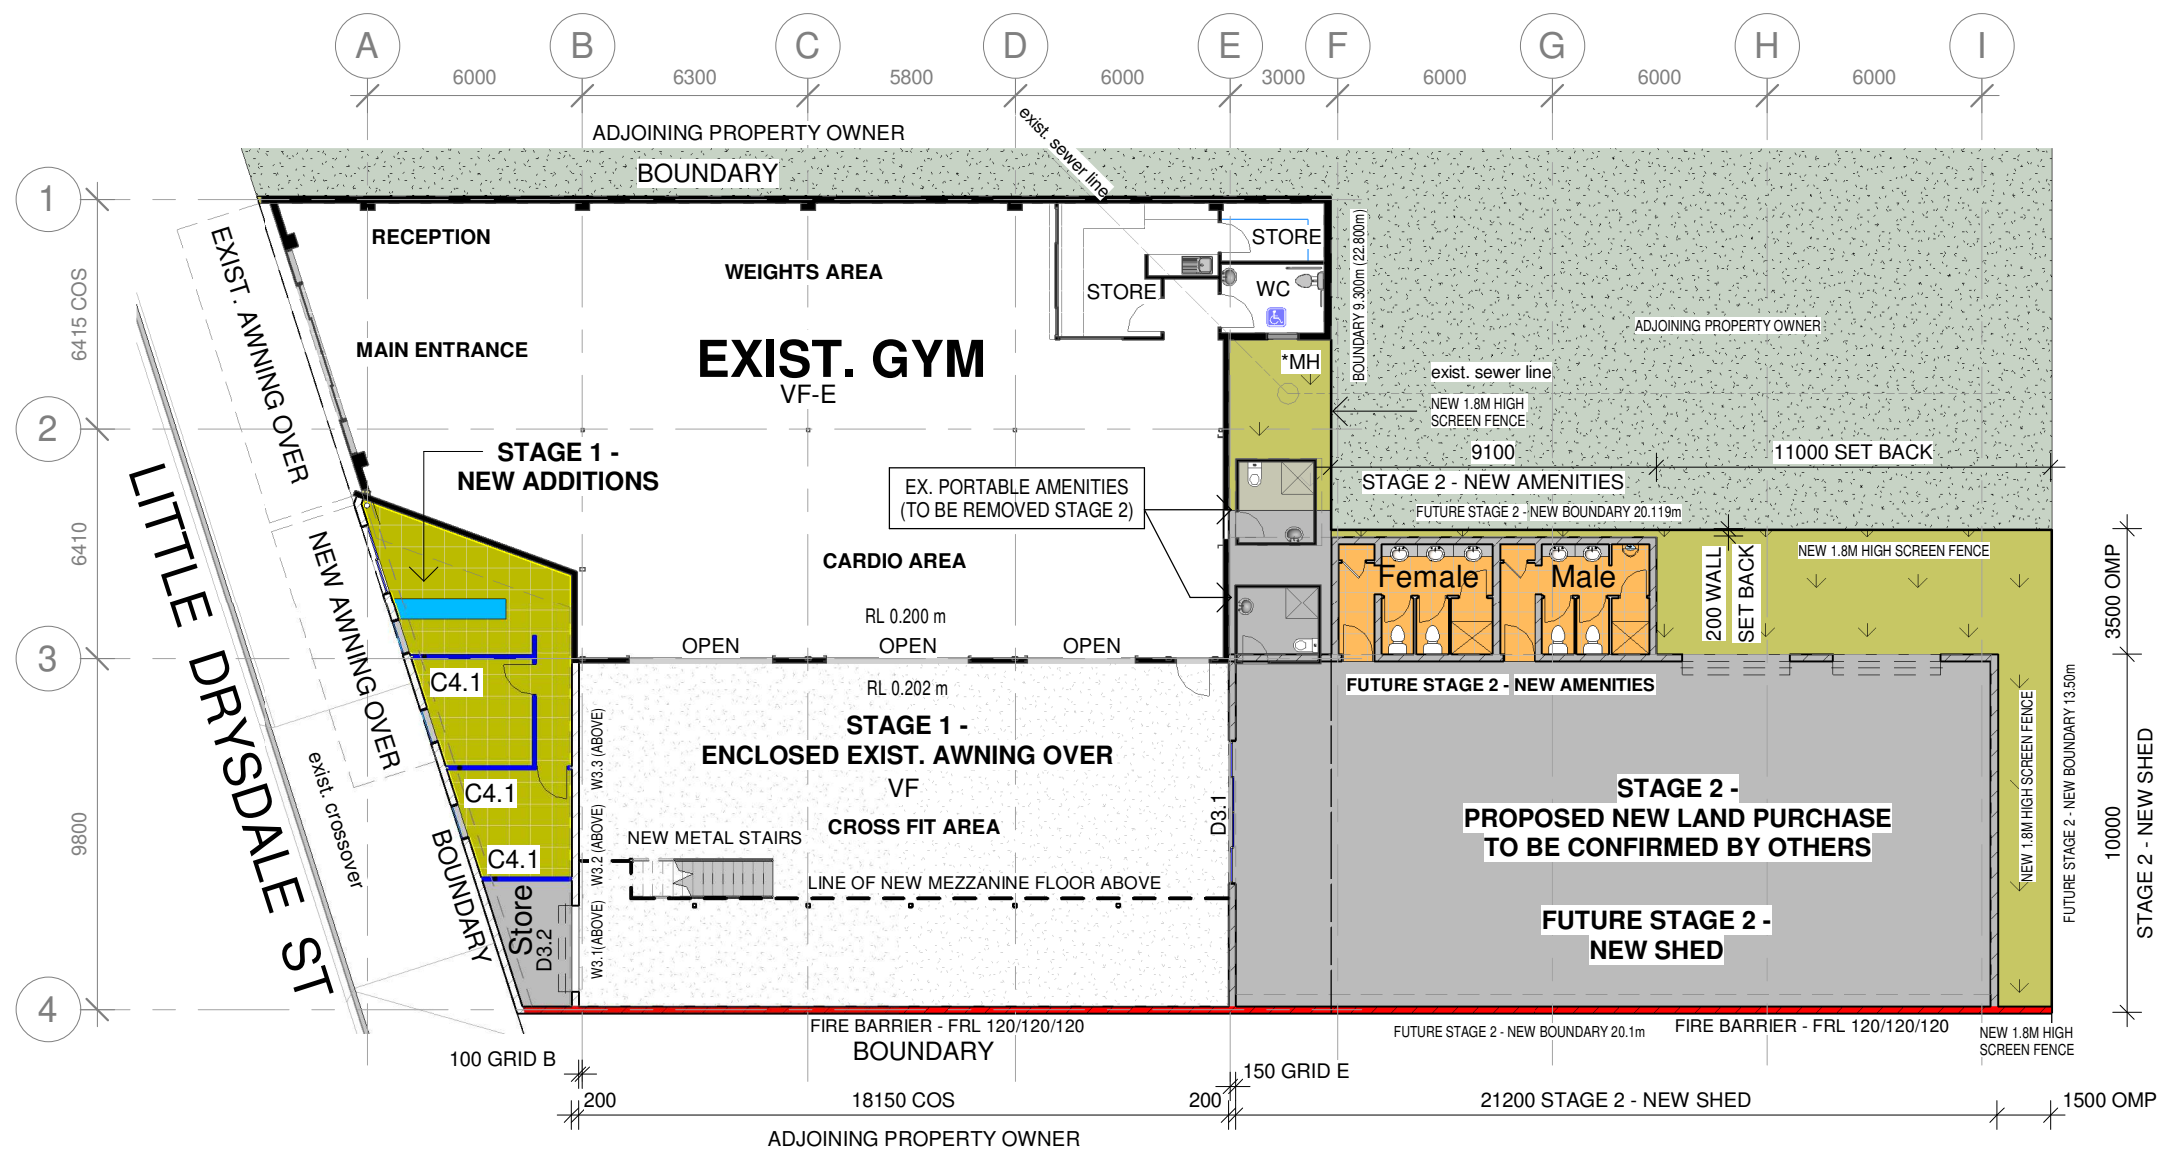 A
B
C
D
E
F
G
H
I
6000
6300
5800
6000
3000
6000
6000
6000
ADJOINING PROPERTY OWNER
exist. sewer line
BOUNDARY
1
RECEPTION
WEIGHTS AREA
STORE
STORE
WC
EXIST. AWNING OVER
6415 COS
MAIN ENTRANCE
EXIST. GYM
VF-E
*MH
BOUNDARY 9.300m (22.800m)
ADJOINING PROPERTY OWNER
exist. sewer line
NEW 1.8M HIGH
SCREEN FENCE
2
STAGE 1 -
NEW ADDITIONS
9100
11000 SET BACK
STAGE 2 - NEW AMENITIES
EX. PORTABLE AMENITIES
(TO BE REMOVED STAGE 2)
FUTURE STAGE 2 - NEW BOUNDARY 20.119m
6410
NEW AWNING OVER
CARDIO AREA
RL 0.200 m
Female
Male
200 WALL
SET BACK
NEW 1.8M HIGH SCREEN FENCE
3500 OMP
3
OPEN
OPEN
OPEN
C4.1
RL 0.202 m
FUTURE STAGE 2 - NEW AMENITIES
LITTLE DRYSDALE ST
STAGE 1 -
ENCLOSED EXIST. AWNING OVER
VF
CROSS FIT AREA
W3.3 (ABOVE)
W3.2 (ABOVE)
W3.1 (ABOVE)
C4.1
C4.1
exist. crossover
9800
BOUNDARY
Store
D3.2
NEW METAL STAIRS
LINE OF NEW MEZZANINE FLOOR ABOVE
D3.1
STAGE 2 -
PROPOSED NEW LAND PURCHASE
TO BE CONFIRMED BY OTHERS
FUTURE STAGE 2 -
NEW SHED
NEW 1.8M HIGH SCREEN FENCE
FUTURE STAGE 2 - NEW BOUNDARY 13.50m
10000
STAGE 2 - NEW SHED
4
FIRE BARRIER - FRL 120/120/120
BOUNDARY
FUTURE STAGE 2 - NEW BOUNDARY 20.1m
FIRE BARRIER - FRL 120/120/120
NEW 1.8M HIGH
SCREEN FENCE
100 GRID B
150 GRID E
200
18150 COS
200
21200 STAGE 2 - NEW SHED
1500 OMP
ADJOINING PROPERTY OWNER